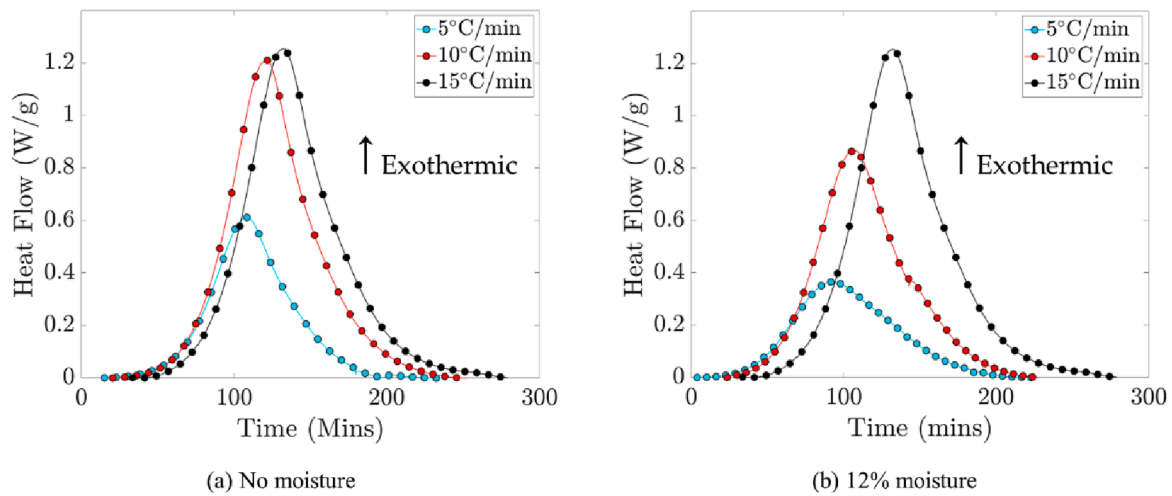 5°C/min
10°C/min
15°C/min
1.2
1
0.8
0.6
0.4
0.2
0
Heat Flow (W/g)
↑ Exothermic
0 100 200 300
Time (Mins)
(a) No moisture
5°C/min
10°C/min
15°C/min
1.2
1
0.8
0.6
0.4
0.2
0
Heat Flow (W/g)
↑ Exothermic
0 100 200 300
Time (mins)
(b) 12% moisture